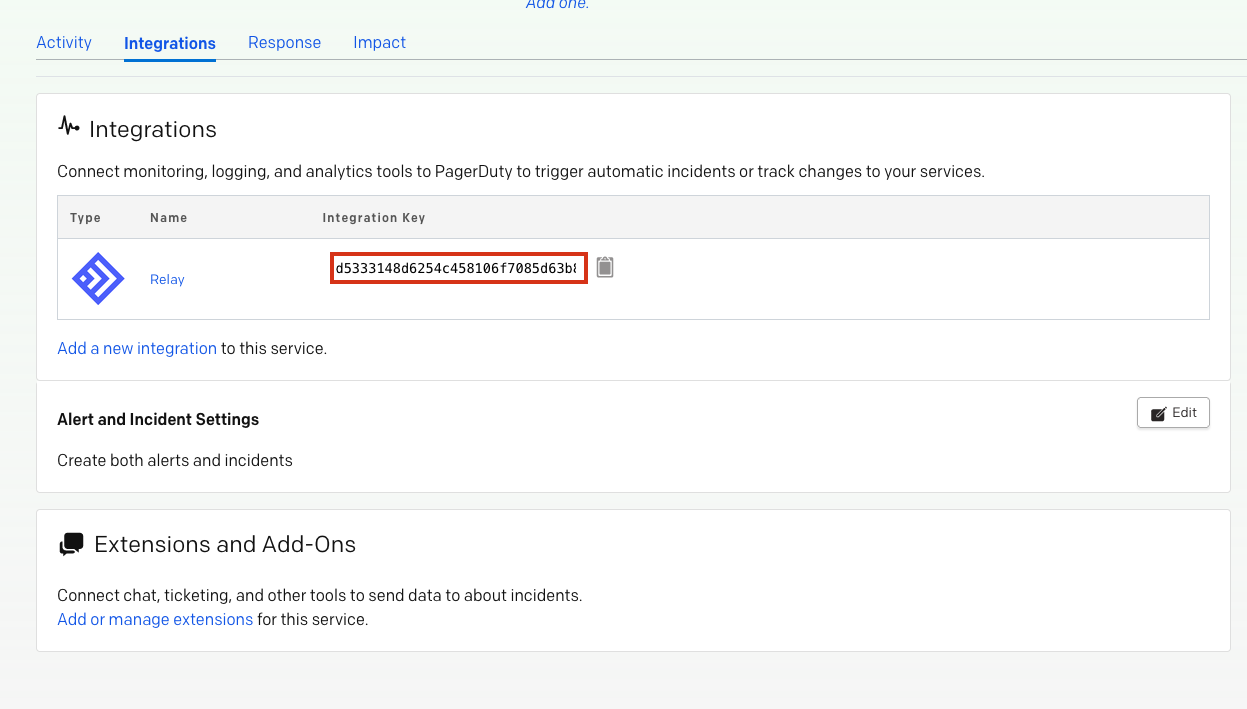 Add one.
Activity Integrations Response Impact
Integrations
Connect monitoring, logging, and analytics tools to PagerDuty to trigger automatic incidents or track changes to your services.
Type Name Integration Key
Relay d5333148d6254c458106f7085d63b8
Add a new integration to this service.
Alert and Incident Settings
Edit
Create both alerts and incidents
Extensions and Add-Ons
Connect chat, ticketing, and other tools to send data to about incidents.
Add or manage extensions for this service.